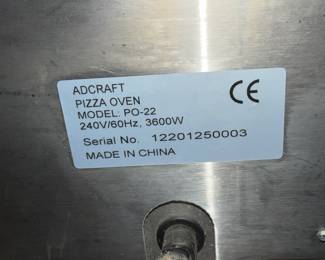 ADCRAFT
PIZZA OVEN
MODEL: PO-22
240V/60Hz, 3600W
Serial No. 12201250003
MADE IN CHINA
CE